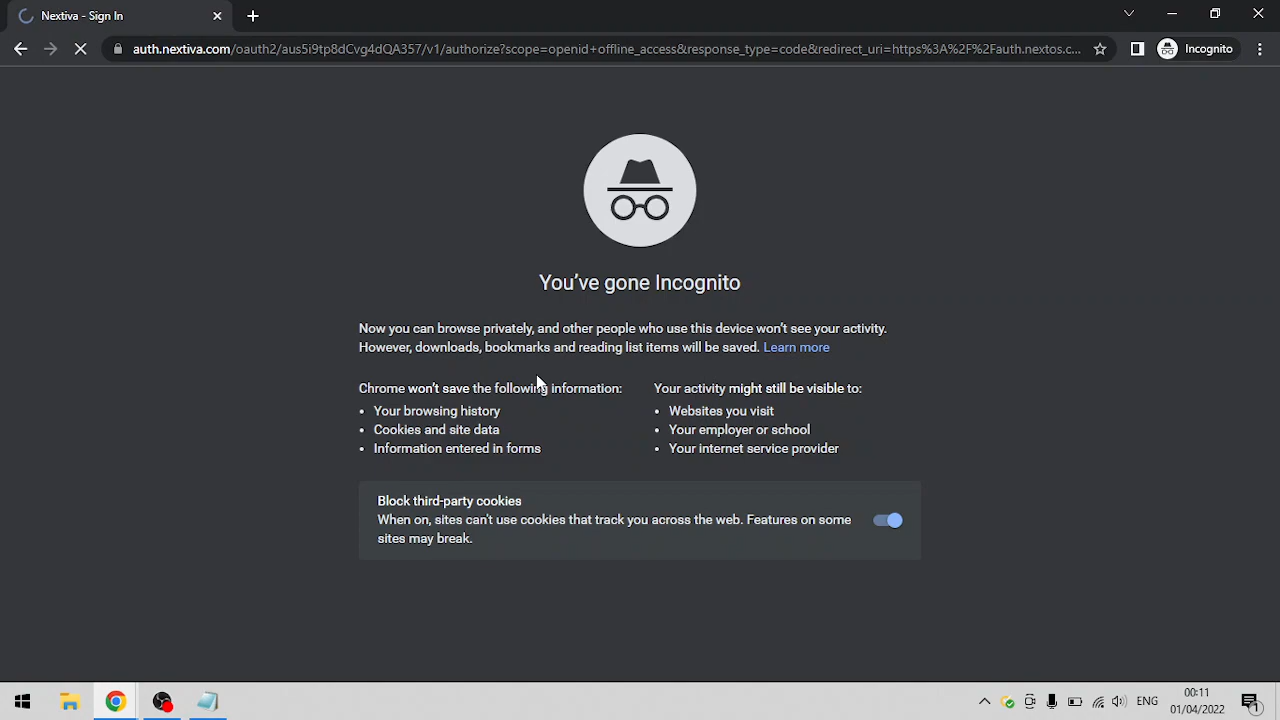 Nextiva - Sign In
auth.nextiva.com/oauth2/aus5i9tp8dCvg4dQA357/v1/authorize?scope=openid+offline_access&response_type=code&redirect_uri=https%3A%2F%2Fauth.nextos.c...
Incognito
You've gone Incognito
Now you can browse privately, and other people who use this device won't see your activity.
However, downloads, bookmarks and reading list items will be saved. Learn more
Chrome won't save the following information:
Your browsing history
Cookies and site data
Information entered in forms
Your activity might still be visible to:
Websites you visit
Your employer or school
Your internet service provider
Block third-party cookies
When on, sites can't use cookies that track you across the web. Features on some
sites may break.
ENG
00:11
01/04/2022
1